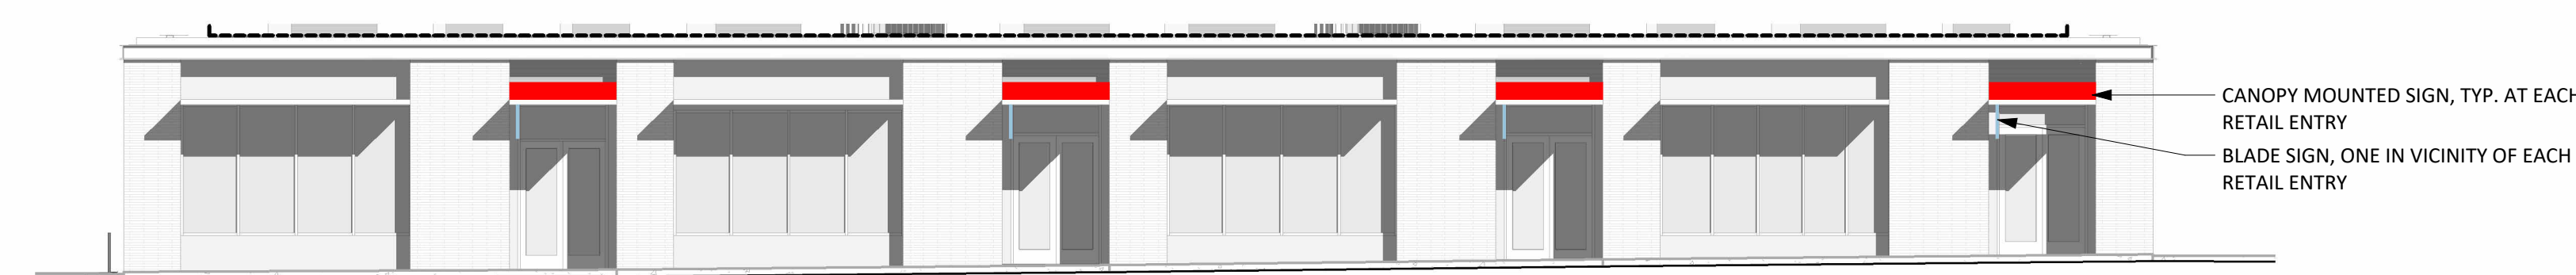 CANOPY MOUNTED SIGN, TYP. AT EACH
RETAIL ENTRY
BLADE SIGN, ONE IN VICINITY OF EACH
RETAIL ENTRY